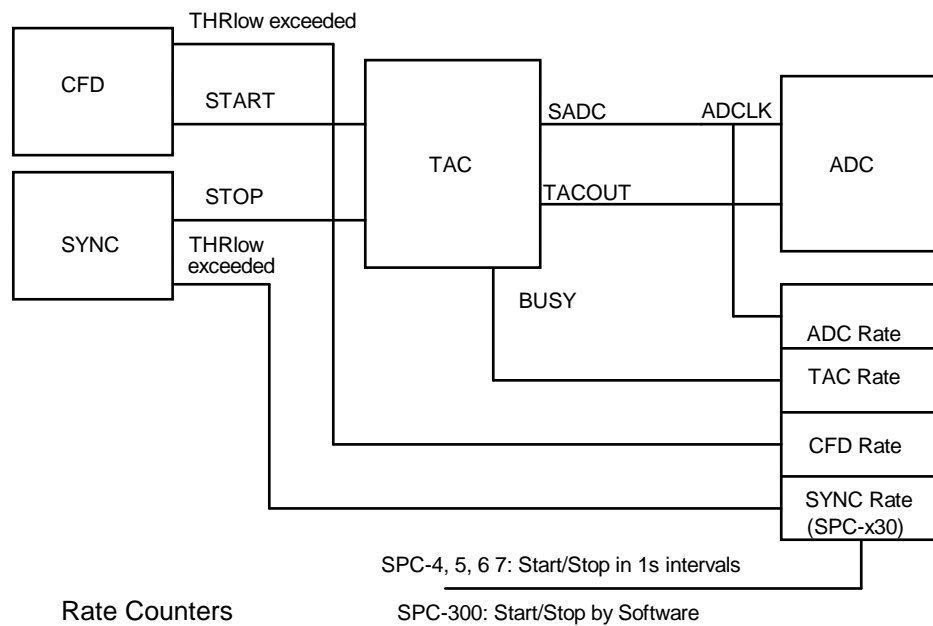 THRlow exceeded
CFD
START
SADC
ADCLK
TAC
ADC
STOP
TACOUT
SYNC
THRlow
exceeded
BUSY
ADC Rate
TAC Rate
CFD Rate
SYNC Rate
(SPC-x30)
SPC-4, 5, 6 7: Start/Stop in 1s intervals
Rate Counters
SPC-300: Start/Stop by Software